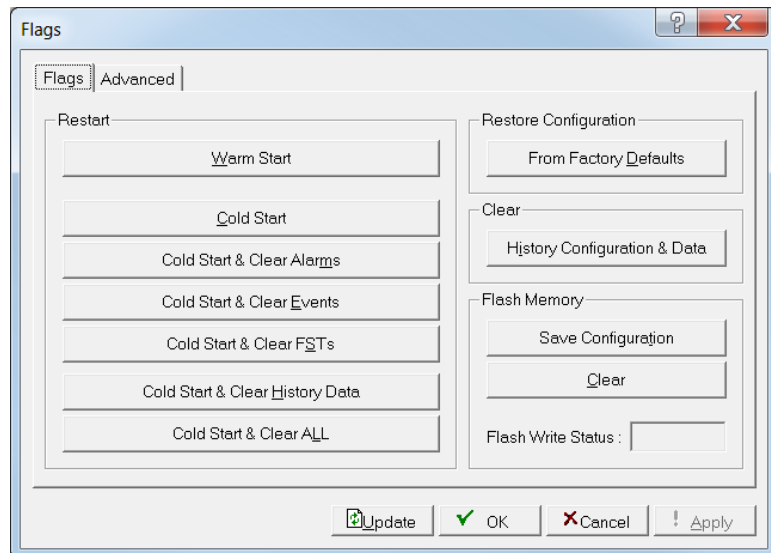 Flags
Flags
Advanced
Restart
Warm Start
Cold Start
Cold Start & Clear Alarms
Cold Start & Clear Events
Cold Start & Clear FSTs
Cold Start & Clear History Data
Cold Start & Clear ALL
Restore Configuration
From Factory Defaults
Clear
History Configuration & Data
Flash Memory
Save Configuration
Clear
Flash Write Status :
Update
OK
Cancel
! Apply